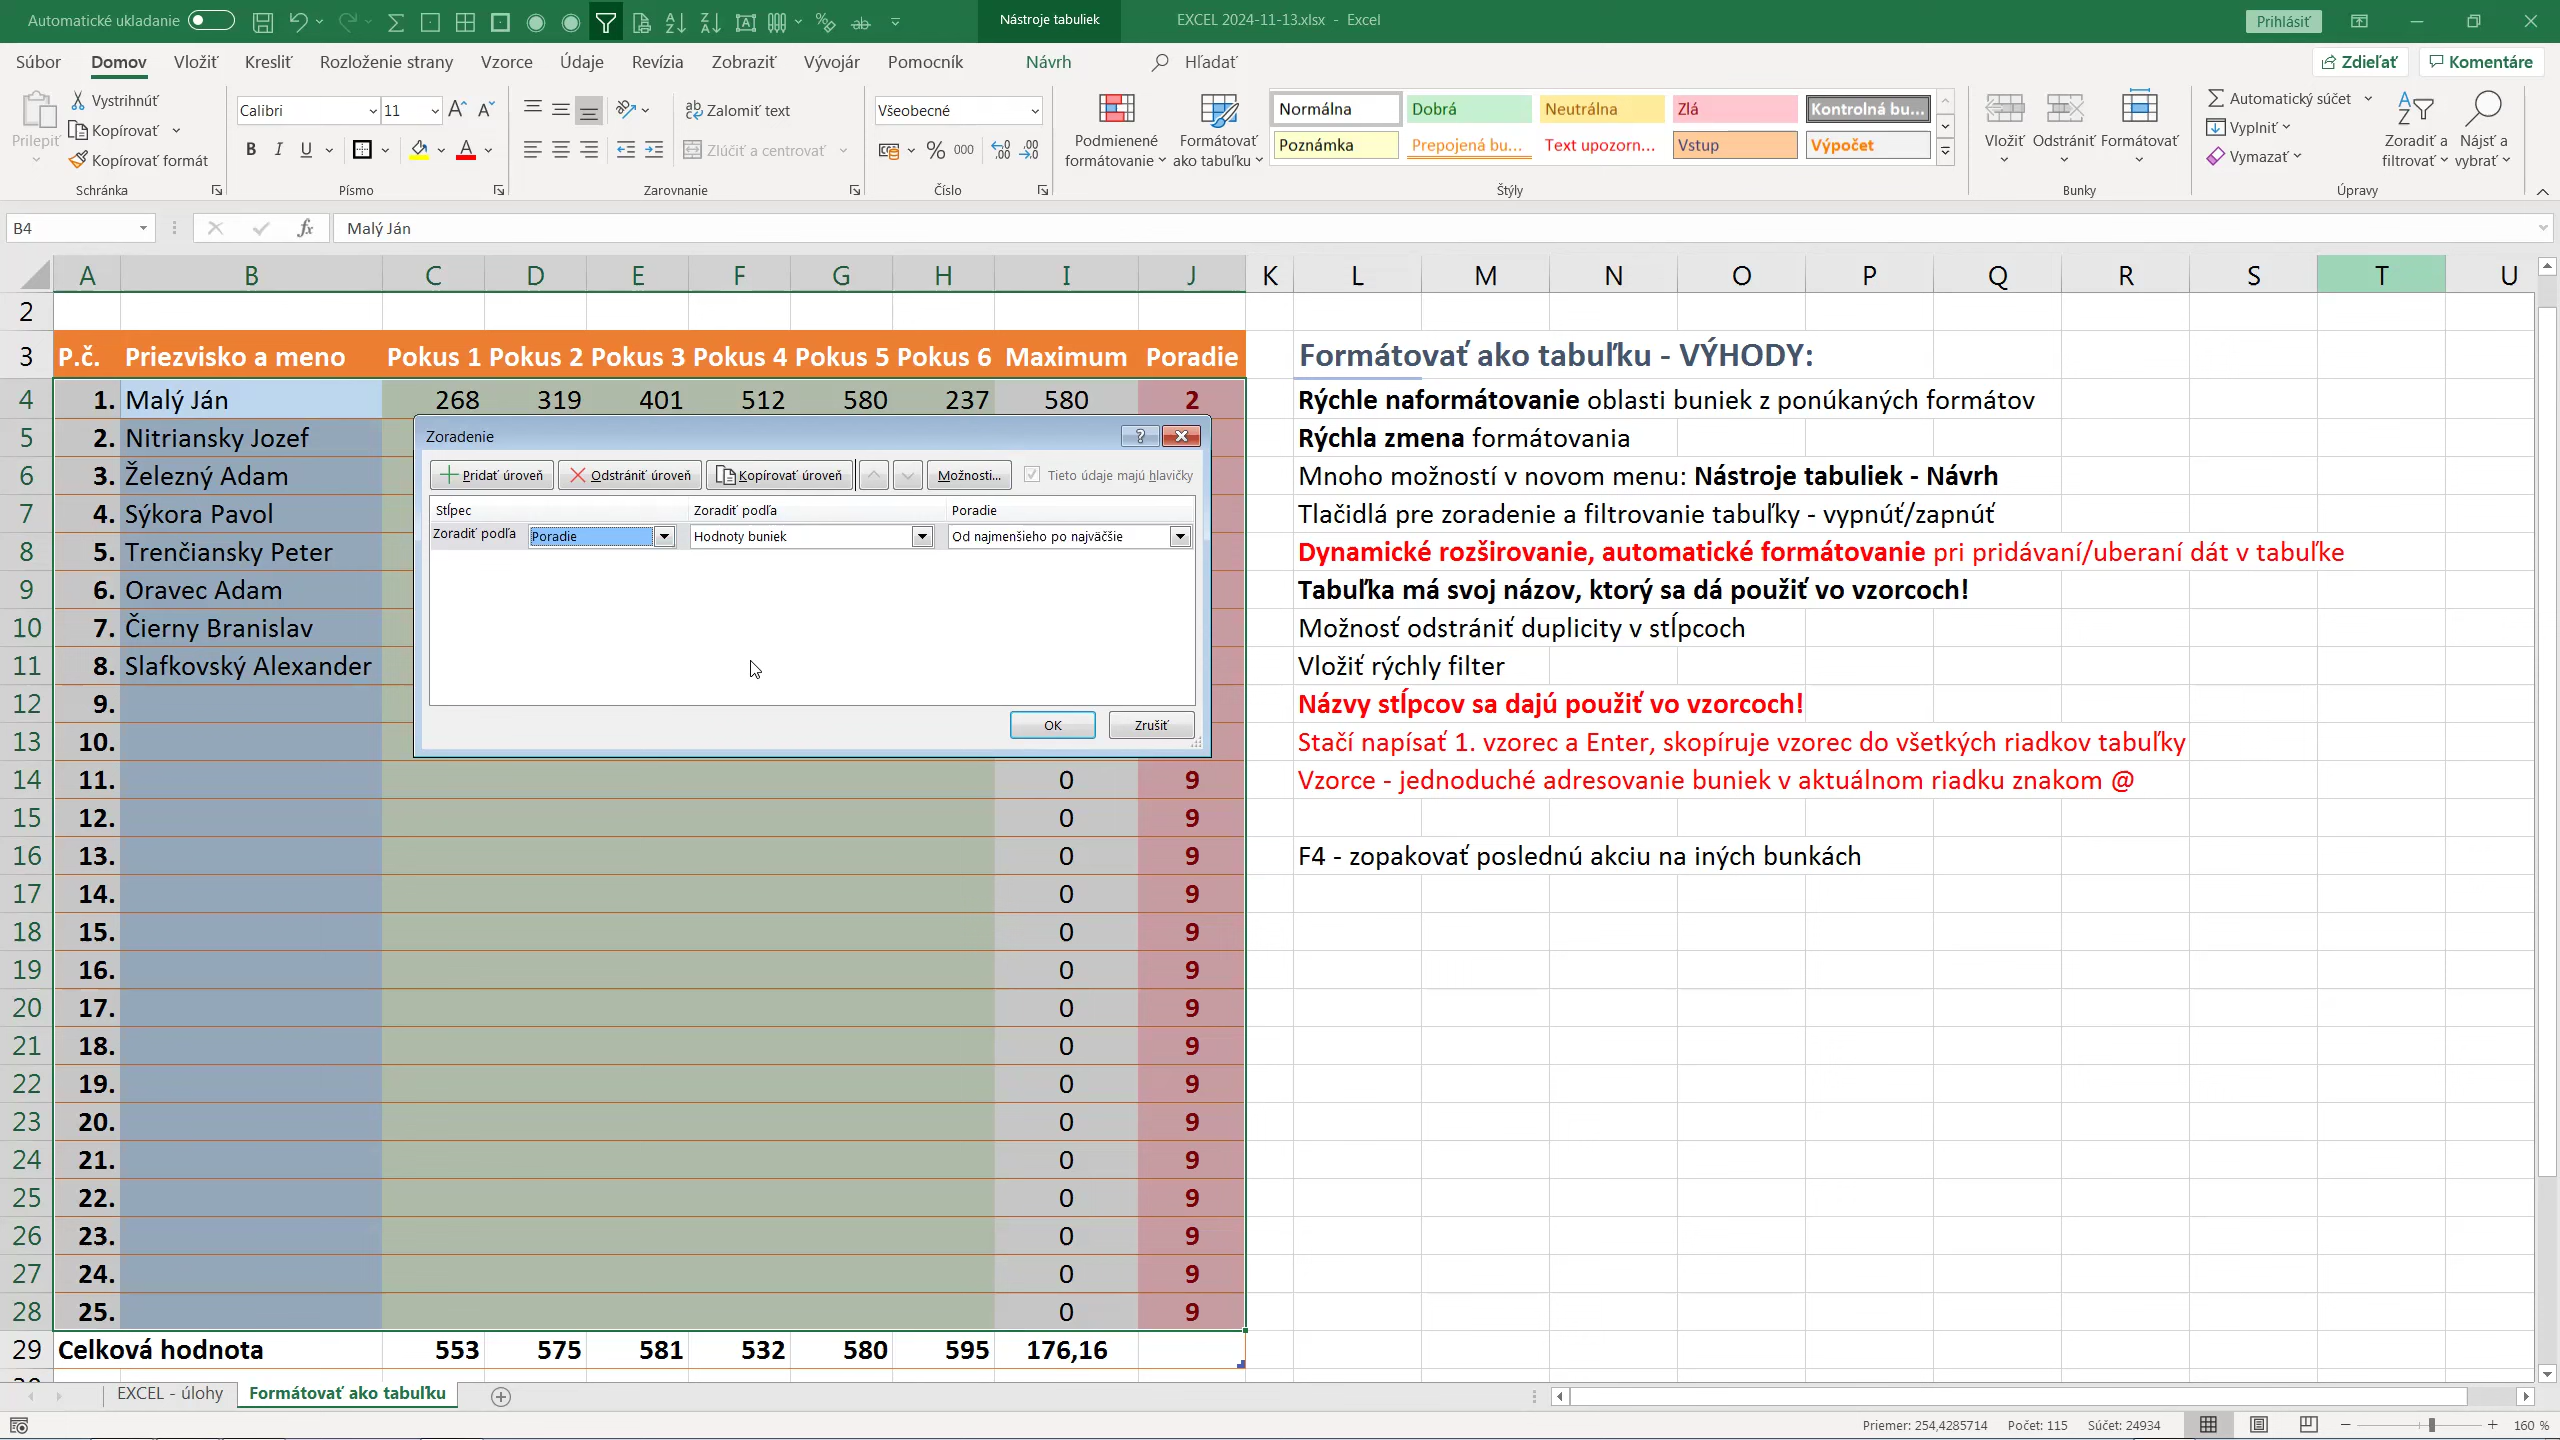 Automatické ukladanie
Nástroje tabuliek
EXCEL 2024-11-13.xlsx - Excel
Prihlásiť
Súbor Domov Vložiť Kresliť Rozloženie strany Vzorce Údaje Revízia Zobraziť Vývojár Pomocník Návrh Hľadať Zdieľať Komentáre
Prilepiť
Vystrihnúť
Kopírovať
Kopírovať formát
Schránka
Calibri 11
B I U
Písmo
Zalomiť text
Zlúčiť a centrovať
Zarovnanie
Všeobecné
% 000
Číslo
Podmienené formátovanie
Formátovať ako tabuľku
Normálna Dobrá Neutrálna Zlá Kontrolná bu...
Poznámka Prepojená bu... Text upozorn... Vstup Výpočet
Štýly
Vložiť Odstrániť Formátovať
Bunky
Automatický súčet
Vyplniť
Vymazať
Zoradiť a filtrovať
Nájsť a vybrať
Úpravy
B4 fx Malý Ján
A B C D E F G H I J K L M N O P Q R S T U
2
3 P.č. Priezvisko a meno Pokus 1 Pokus 2 Pokus 3 Pokus 4 Pokus 5 Pokus 6 Maximum Poradie Formátovať ako tabuľku - VÝHODY:
4 1. Malý Ján 268 319 401 512 580 237 580 2 Rýchle naformátovanie oblasti buniek z ponúkaných formátov
5 2. Nitriansky Jozef Rýchla zmena formátovania
6 3. Železný Adam Mnoho možností v novom menu: Nástroje tabuliek - Návrh
7 4. Sýkora Pavol Tlačidlá pre zoradenie a filtrovanie tabuľky - vypnúť/zapnúť
8 5. Trenčiansky Peter Dynamické rozširovanie, automatické formátovanie pri pridávaní/uberaní dát v tabuľke
9 6. Oravec Adam Tabuľka má svoj názov, ktorý sa dá použiť vo vzorcoch!
10 7. Čierny Branislav Možnosť odstrániť duplicity v stĺpcoch
11 8. Slafkovský Alexander Vložiť rýchly filter
12 9. Názvy stĺpcov sa dajú použiť vo vzorcoch!
13 10. Stačí napísať 1. vzorec a Enter, skopíruje vzorec do všetkých riadkov tabuľky
14 11. 0 9 Vzorce - jednoduché adresovanie buniek v aktuálnom riadku znakom @
15 12. 0 9
16 13. 0 9 F4 - zopakovať poslednú akciu na iných bunkách
17 14. 0 9
18 15. 0 9
19 16. 0 9
20 17. 0 9
21 18. 0 9
22 19. 0 9
23 20. 0 9
24 21. 0 9
25 22. 0 9
26 23. 0 9
27 24. 0 9
28 25. 0 9
29 Celková hodnota 553 575 581 532 580 595 176,16
Zoradenie
Pridať úroveň Odstrániť úroveň Kopírovať úroveň Možnosti... Tieto údaje majú hlavičky
Stĺpec Zoradiť podľa Poradie
Zoradiť podľa Poradie Hodnoty buniek Od najmenšieho po najväčšie
OK Zrušiť
EXCEL - úlohy Formátovať ako tabuľku
Priemer: 254,4285714 Počet: 115 Súčet: 24934 160 %